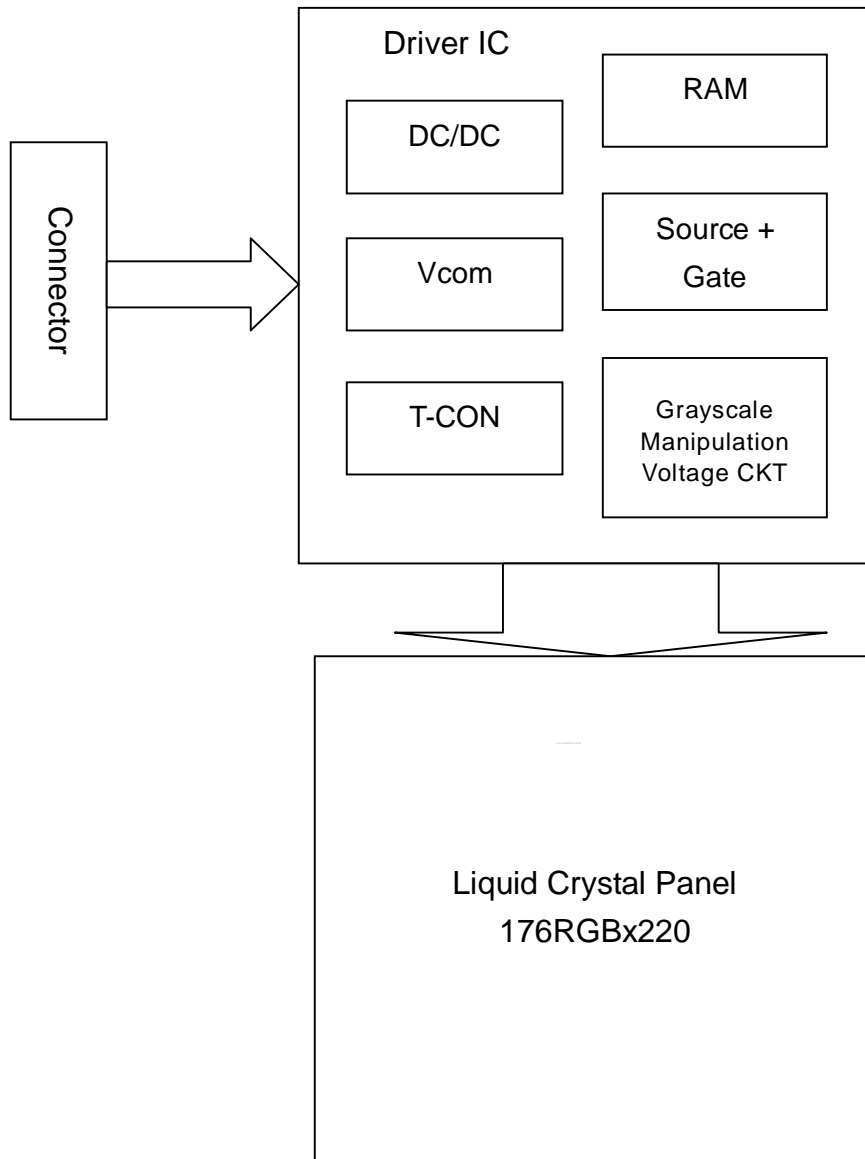 Driver IC
RAM
DC/DC
Connector
Source +
Gate
Vcom
T-CON
Grayscale
Manipulation
Voltage CKT
Liquid Crystal Panel
176RGBx220